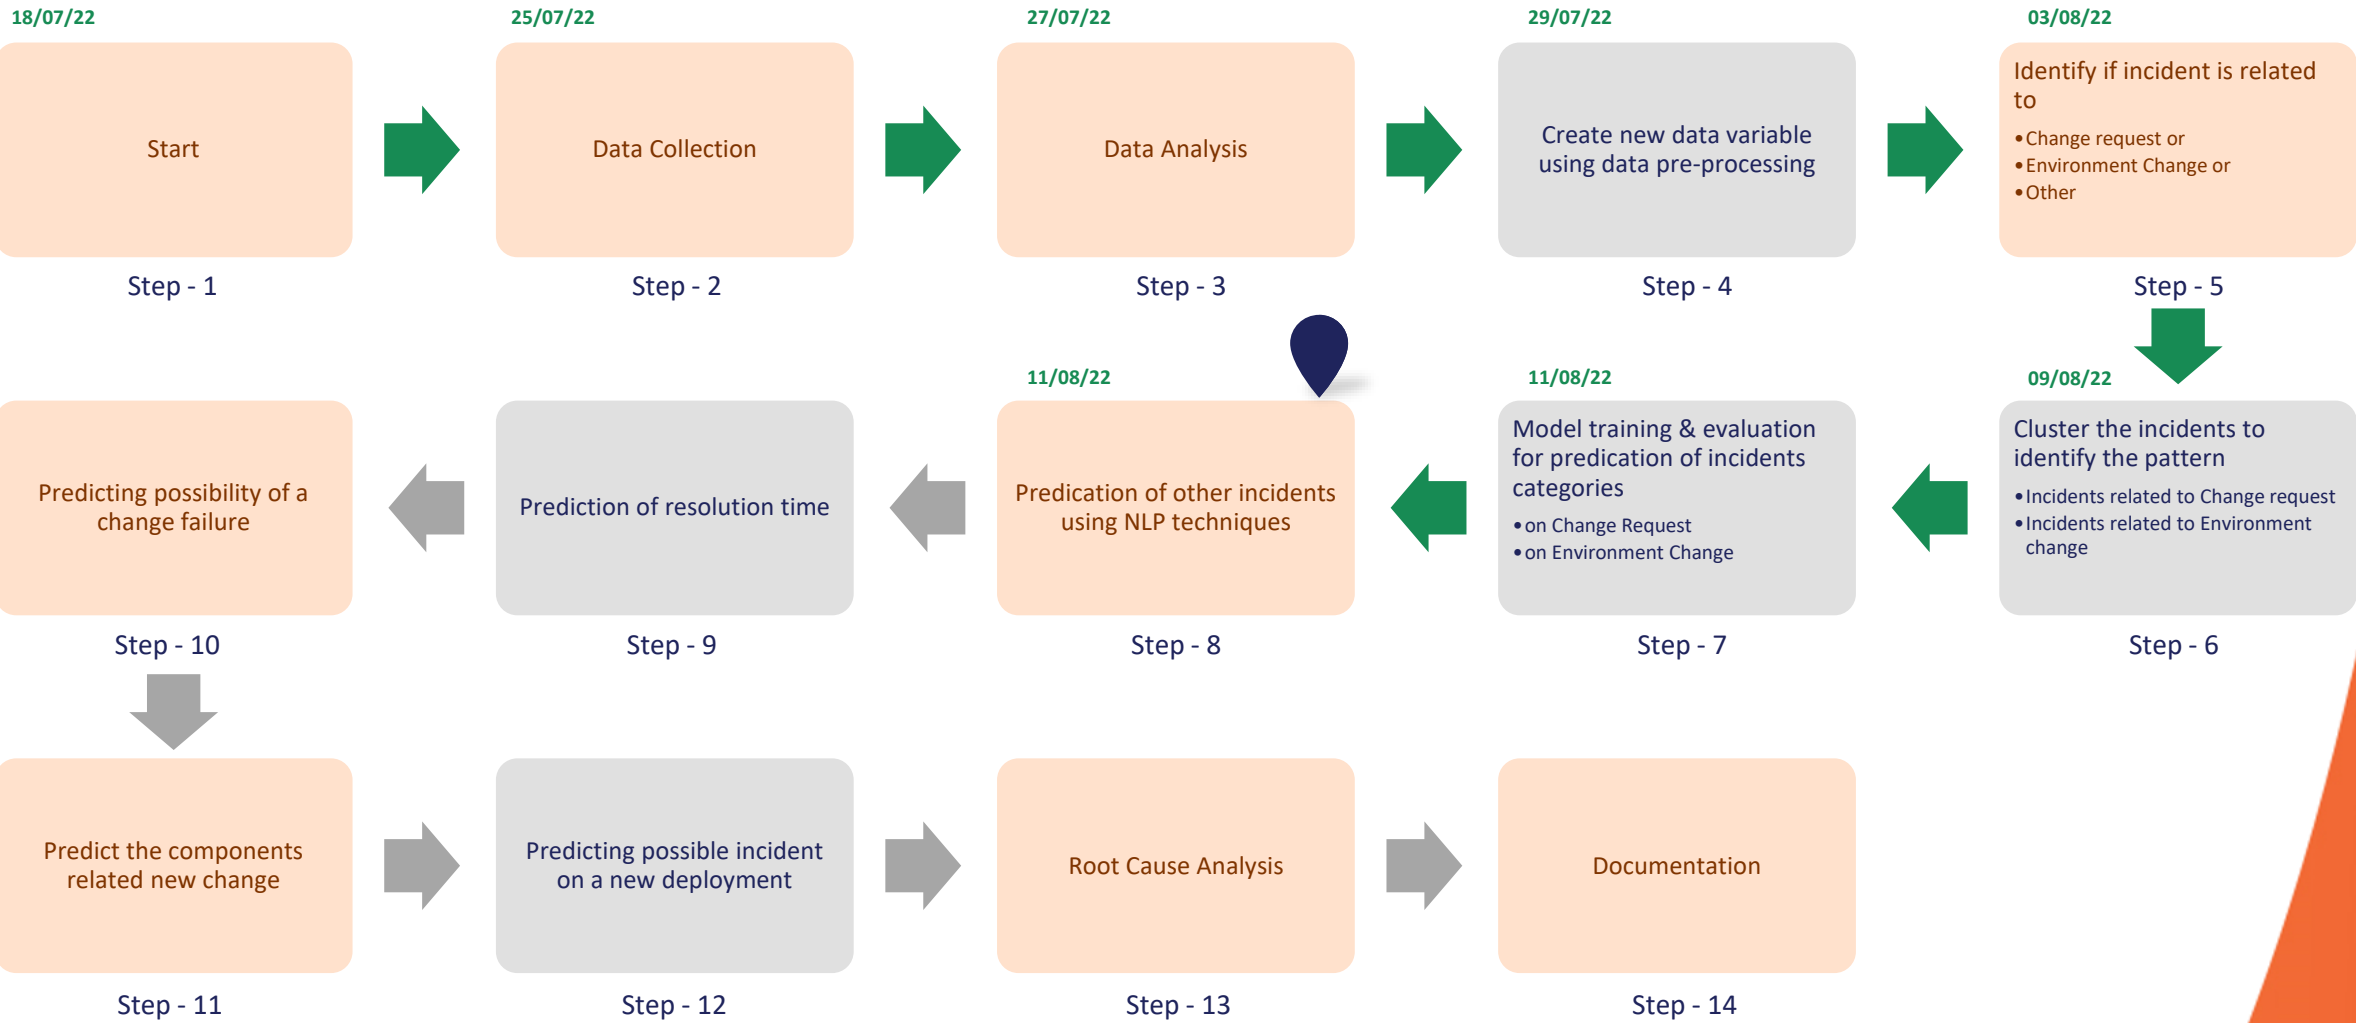 18/07/22
25/07/22
27/07/22
29/07/22
03/08/22
Start
Data Collection
Data Analysis
Create new data variable
using data pre-processing
Identify if incident is related
to
•Change request or
•Environment Change or
•Other
Step - 1
Step - 2
Step - 3
Step - 4
Step - 5
09/08/22
Cluster the incidents to
identify the pattern
•Incidents related to Change request
•Incidents related to Environment
change
Step - 6
11/08/22
Model training & evaluation
for predication of incidents
categories
•on Change Request
•on Environment Change
Step - 7
11/08/22
Predication of other incidents
using NLP techniques
Step - 8
Prediction of resolution time
Step - 9
Predicting possibility of a
change failure
Step - 10
Predict the components
related new change
Step - 11
Predicting possible incident
on a new deployment
Step - 12
Root Cause Analysis
Step - 13
Documentation
Step - 14